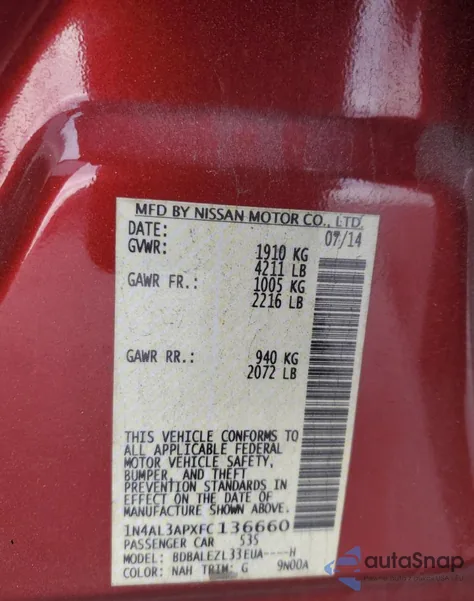 MFD BY NISSAN MOTOR CO., LTD.
DATE: 07/14
GVWR: 1910 KG
4211 LB
GAWR FR.: 1005 KG
2216 LB
GAWR RR.: 940 KG
2072 LB
THIS VEHICLE CONFORMS TO
ALL APPLICABLE FEDERAL
MOTOR VEHICLE SAFETY,
BUMPER, AND THEFT
PREVENTION STANDARDS IN
EFFECT ON THE DATE OF
MANUFACTURE SHOWN ABOVE.
1N4AL3APXFC136660
PASSENGER CAR 535
MODEL: BDBALEZL33EUA----H
COLOR: NAH TRIM: G 9N00A
autoSnap